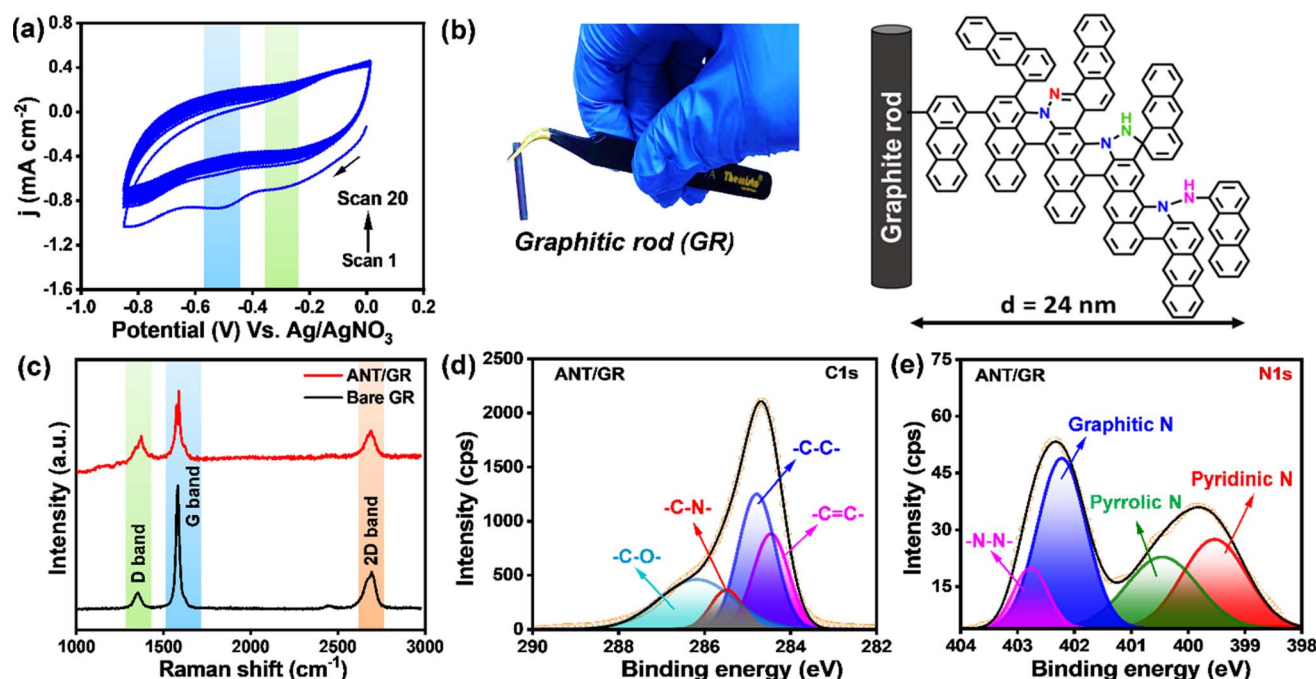 (a)
j (mA cm-2)
0.8
0.4
0.0
-0.4
-0.8
-1.2
-1.6
Scan 20
Scan 1
-1.0 -0.8 -0.6 -0.4 -0.2 0.0 0.2
Potential (V) Vs. Ag/AgNO3
(b)
Graphitic rod (GR)
Graphite rod
N
N
H
N
N
H
N
N
d = 24 nm
(c)
Intensity (a.u.)
ANT/GR
Bare GR
D band
G band
2D band
1000 1500 2000 2500 3000
Raman shift (cm-1)
(d)
Intensity (cps)
2500
2000
1500
1000
500
0
ANT/GR
C1s
-C-C-
-C-N-
-C=C-
-C-O-
290 288 286 284 282
Binding energy (eV)
(e)
Intensity (cps)
75
60
45
30
15
ANT/GR
N1s
Graphitic N
Pyridinic N
Pyrrolic N
-N-N-
404 403 402 401 400 399 398
Binding energy (eV)